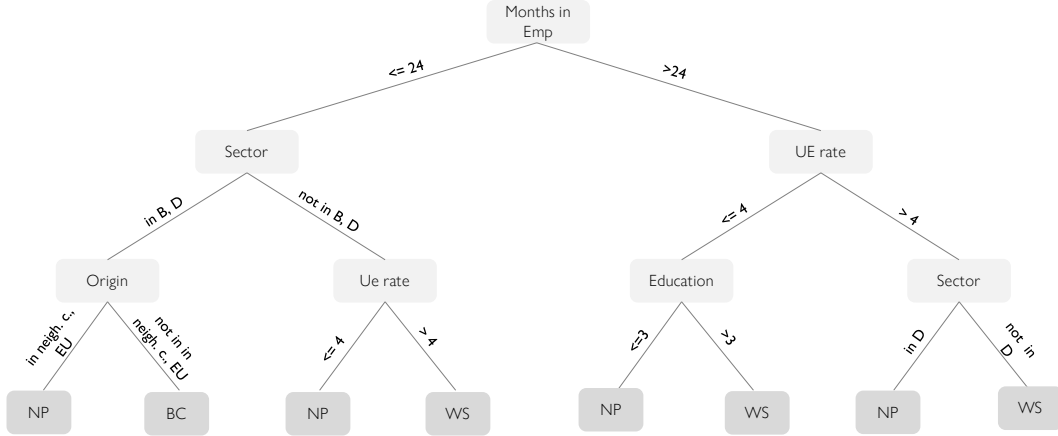 Months in
Emp
<= 24
>24
Sector
UE rate
in B, D
not in B, D
<= 4
> 4
Origin
Ue rate
Education
Sector
in neigh. c.,
EU
not in in
neigh. c., EU
<= 4
> 4
<=3
>3
in D
not in
D
NP
BC
NP
WS
NP
WS
NP
WS